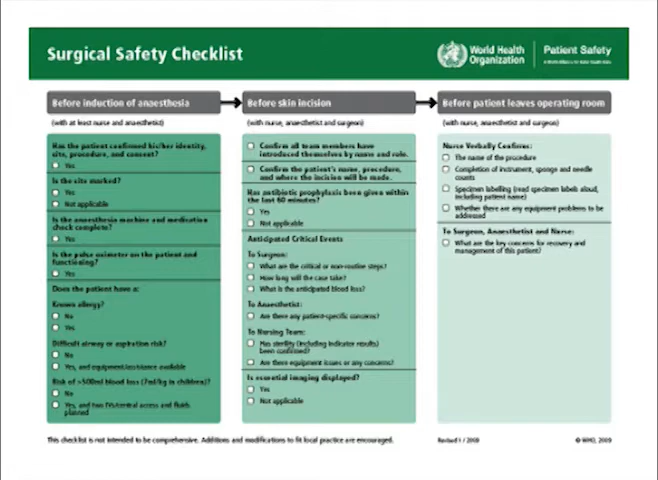 Surgical Safety Checklist
World Health
Organization
Patient Safety
Before induction of anaesthesia
Before skin incision
Before patient leaves operating room
(with at least nurse and anaesthetist)
(with nurse, anaesthetist and surgeon)
(with nurse, anaesthetist and surgeon)
Has the patient confirmed his/her identity,
site, procedure, and consent?
Yes
Is the site marked?
Yes
Not applicable
Is the anaesthesia machine and medication
check complete?
Yes
Is the pulse oximeter on the patient and
functioning?
Yes
Does the patient have a:
Known allergy?
No
Yes
Difficult airway or aspiration risk?
No
Yes, and equipment/assistance available
Risk of >500ml blood loss (7ml/kg in children)?
No
Yes, and two IVs/central access and fluids
planned
Confirm all team members have
introduced themselves by name and role.
Confirm the patient's name, procedure,
and where the incision will be made.
Has antibiotic prophylaxis been given within
the last 60 minutes?
Yes
Not applicable
Anticipated Critical Events
To Surgeon:
What are the critical or non-routine steps?
How long will the case take?
What is the anticipated blood loss?
To Anaesthetist:
Are there any patient-specific concerns?
To Nursing Team:
Has sterility (including indicator results)
been confirmed?
Are there equipment issues or any concerns?
Is essential imaging displayed?
Yes
Not applicable
Nurse Verbally Confirms:
The name of the procedure
Completion of instrument, sponge and needle
counts
Specimen labelling (read specimen labels aloud,
including patient name)
Whether there are any equipment problems to be
addressed
To Surgeon, Anaesthetist and Nurse:
What are the key concerns for recovery and
management of this patient?
This checklist is not intended to be comprehensive. Additions and modifications to fit local practice are encouraged.
Revised 1 / 2009
© WHO, 2009